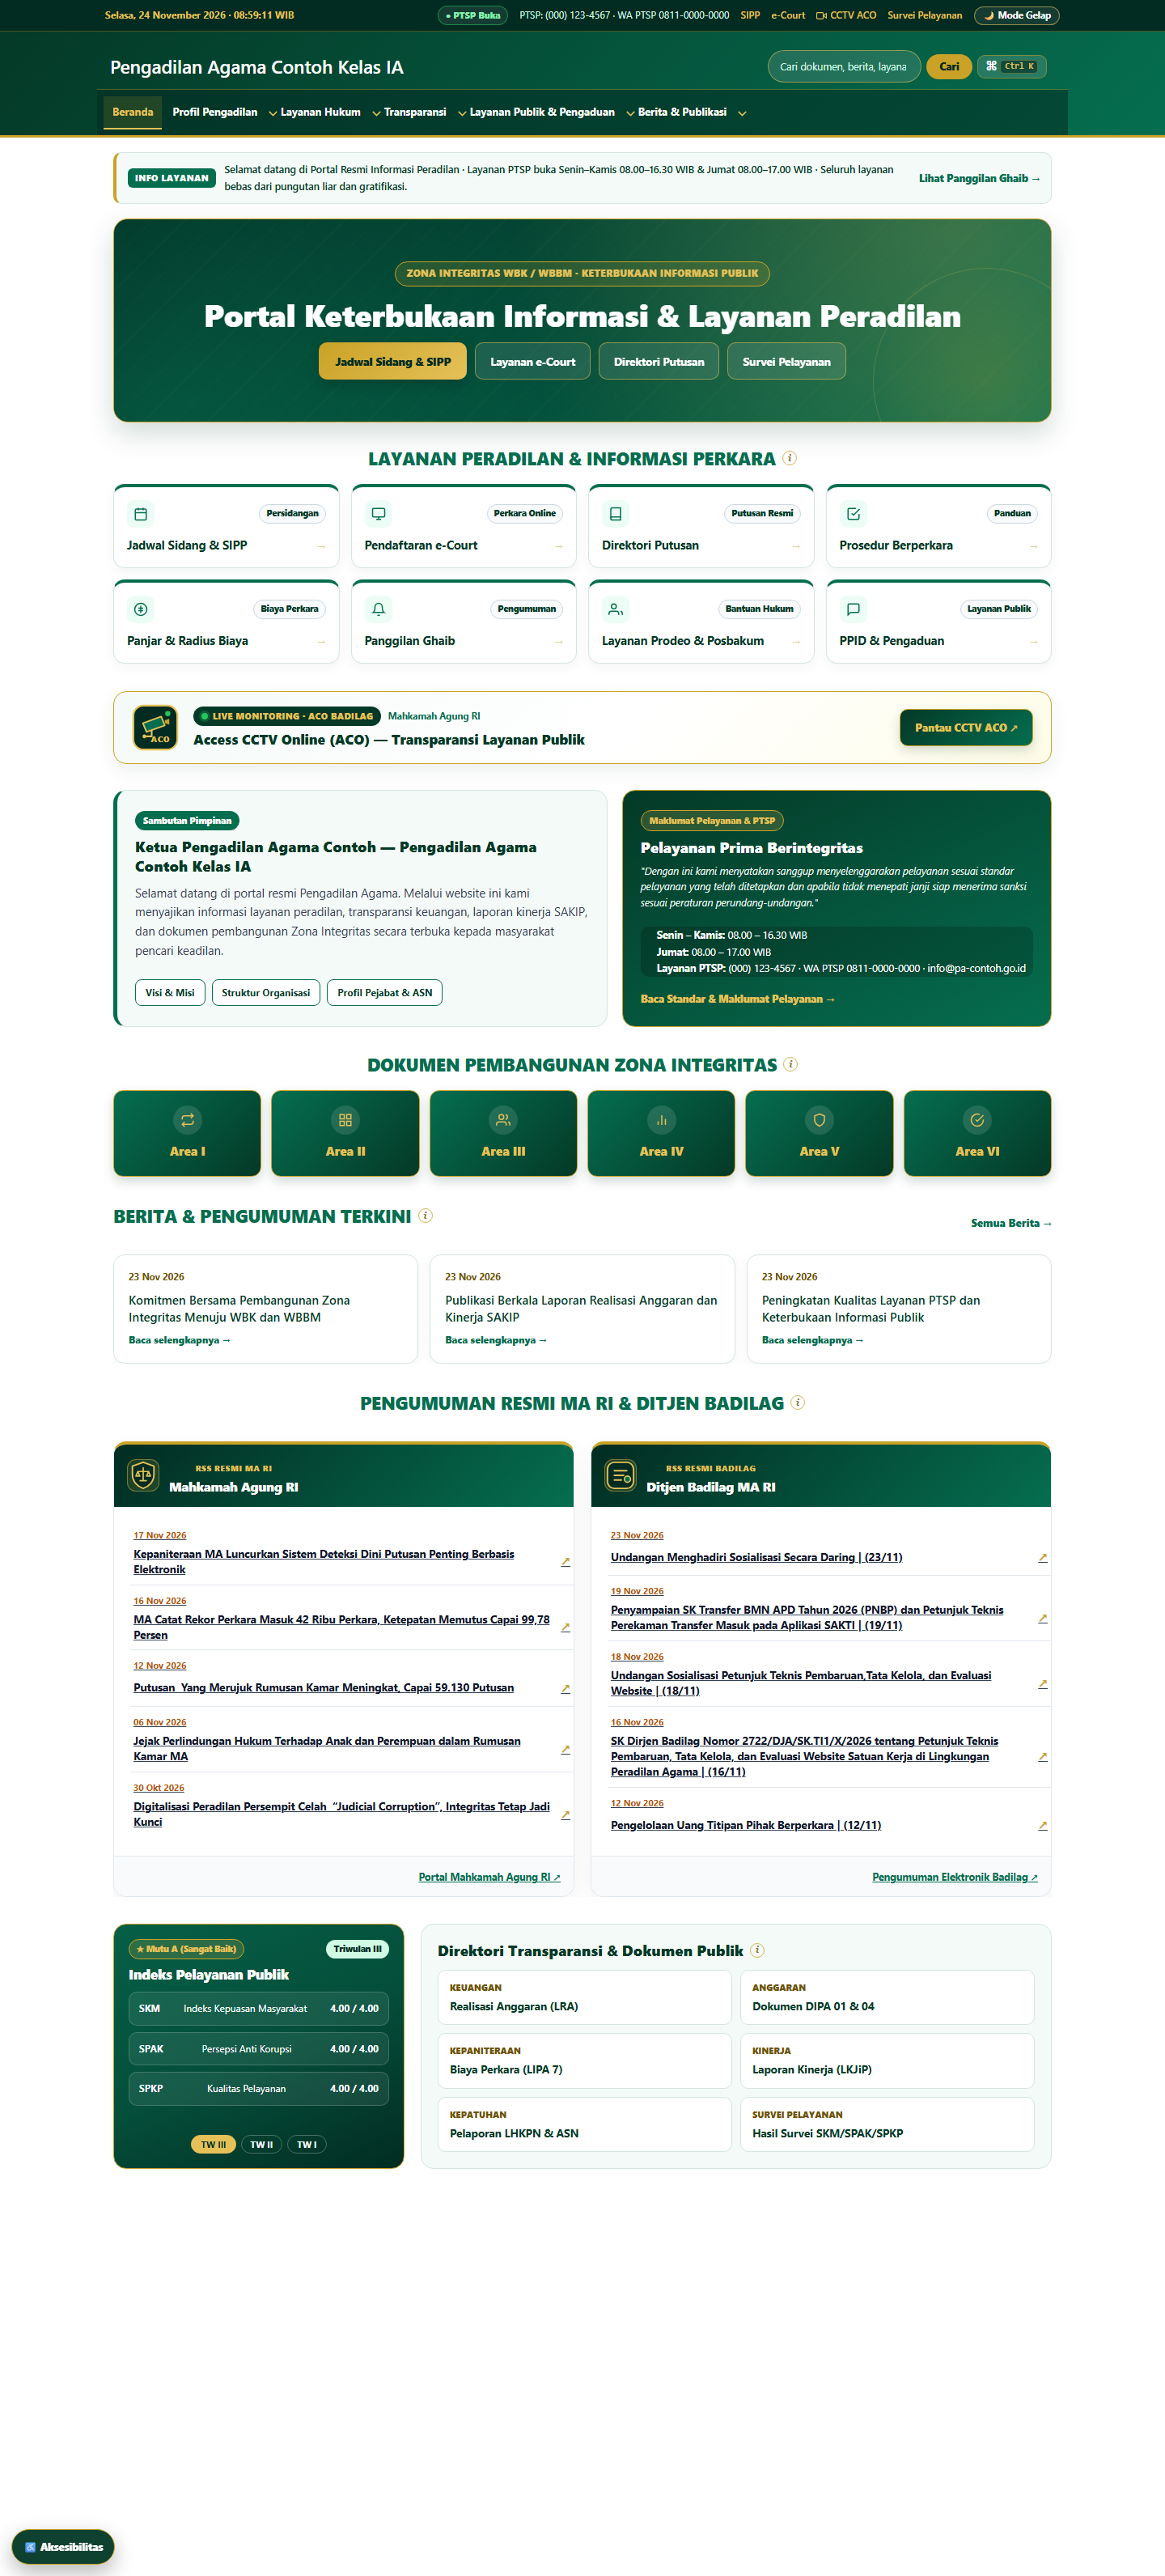 Selasa, 24 November 2026 · 08:59:11 WIB
● PTSP Buka
PTSP: (000) 123-4567 · WA PTSP 0811-0000-0000
SIPP
e-Court
CCTV ACO
Survei Pelayanan
🌙 Mode Gelap
Pengadilan Agama Contoh Kelas IA
Cari dokumen, berita, layana
Cari
⌘ Ctrl K
Beranda
Profil Pengadilan
Layanan Hukum
Transparansi
Layanan Publik & Pengaduan
Berita & Publikasi
INFO LAYANAN
Selamat datang di Portal Resmi Informasi Peradilan · Layanan PTSP buka Senin–Kamis 08.00–16.30 WIB & Jumat 08.00–17.00 WIB · Seluruh layanan
bebas dari pungutan liar dan gratifikasi.
Lihat Panggilan Ghaib →
ZONA INTEGRITAS WBK / WBBM · KETERBUKAAN INFORMASI PUBLIK
Portal Keterbukaan Informasi & Layanan Peradilan
Jadwal Sidang & SIPP
Layanan e-Court
Direktori Putusan
Survei Pelayanan
LAYANAN PERADILAN & INFORMASI PERKARA i
Persidangan
Jadwal Sidang & SIPP →
Perkara Online
Pendaftaran e-Court →
Putusan Resmi
Direktori Putusan →
Panduan
Prosedur Berperkara →
Biaya Perkara
Panjar & Radius Biaya →
Pengumuman
Panggilan Ghaib →
Bantuan Hukum
Layanan Prodeo & Posbakum →
Layanan Publik
PPID & Pengaduan →
ACO
LIVE MONITORING · ACO BADILAG
Mahkamah Agung RI
Access CCTV Online (ACO) — Transparansi Layanan Publik
Pantau CCTV ACO ↗
Sambutan Pimpinan
Ketua Pengadilan Agama Contoh — Pengadilan Agama
Contoh Kelas IA
Selamat datang di portal resmi Pengadilan Agama. Melalui website ini kami
menyajikan informasi layanan peradilan, transparansi keuangan, laporan kinerja SAKIP,
dan dokumen pembangunan Zona Integritas secara terbuka kepada masyarakat
pencari keadilan.
Visi & Misi
Struktur Organisasi
Profil Pejabat & ASN
Maklumat Pelayanan & PTSP
Pelayanan Prima Berintegritas
"Dengan ini kami menyatakan sanggup menyelenggarakan pelayanan sesuai standar
pelayanan yang telah ditetapkan dan apabila tidak menepati janji siap menerima sanksi
sesuai peraturan perundang-undangan."
Senin – Kamis: 08.00 – 16.30 WIB
Jumat: 08.00 – 17.00 WIB
Layanan PTSP: (000) 123-4567 · WA PTSP 0811-0000-0000 · info@pa-contoh.go.id
Baca Standar & Maklumat Pelayanan →
DOKUMEN PEMBANGUNAN ZONA INTEGRITAS i
Area I
Area II
Area III
Area IV
Area V
Area VI
BERITA & PENGUMUMAN TERKINI i
Semua Berita →
23 Nov 2026
Komitmen Bersama Pembangunan Zona
Integritas Menuju WBK dan WBBM
Baca selengkapnya →
23 Nov 2026
Publikasi Berkala Laporan Realisasi Anggaran dan
Kinerja SAKIP
Baca selengkapnya →
23 Nov 2026
Peningkatan Kualitas Layanan PTSP dan
Keterbukaan Informasi Publik
Baca selengkapnya →
PENGUMUMAN RESMI MA RI & DITJEN BADILAG i
RSS RESMI MA RI
Mahkamah Agung RI
17 Nov 2026
Kepaniteraan MA Luncurkan Sistem Deteksi Dini Putusan Penting Berbasis
Elektronik ↗
16 Nov 2026
MA Catat Rekor Perkara Masuk 42 Ribu Perkara, Ketepatan Memutus Capai 99,78
Persen ↗
12 Nov 2026
Putusan  Yang Merujuk Rumusan Kamar Meningkat, Capai 59.130 Putusan ↗
06 Nov 2026
Jejak Perlindungan Hukum Terhadap Anak dan Perempuan dalam Rumusan
Kamar MA ↗
30 Okt 2026
Digitalisasi Peradilan Persempit Celah  “Judicial Corruption”, Integritas Tetap Jadi
Kunci ↗
Portal Mahkamah Agung RI ↗
RSS RESMI BADILAG
Ditjen Badilag MA RI
23 Nov 2026
Undangan Menghadiri Sosialisasi Secara Daring | (23/11) ↗
19 Nov 2026
Penyampaian SK Transfer BMN APD Tahun 2026 (PNBP) dan Petunjuk Teknis
Perekaman Transfer Masuk pada Aplikasi SAKTI | (19/11) ↗
18 Nov 2026
Undangan Sosialisasi Petunjuk Teknis Pembaruan,Tata Kelola, dan Evaluasi
Website | (18/11) ↗
16 Nov 2026
SK Dirjen Badilag Nomor 2722/DJA/SK.TI1/X/2026 tentang Petunjuk Teknis
Pembaruan, Tata Kelola, dan Evaluasi Website Satuan Kerja di Lingkungan
Peradilan Agama | (16/11) ↗
12 Nov 2026
Pengelolaan Uang Titipan Pihak Berperkara | (12/11) ↗
Pengumuman Elektronik Badilag ↗
★ Mutu A (Sangat Baik)
Triwulan III
Indeks Pelayanan Publik
SKM Indeks Kepuasan Masyarakat 4.00 / 4.00
SPAK Persepsi Anti Korupsi 4.00 / 4.00
SPKP Kualitas Pelayanan 4.00 / 4.00
TW III
TW II
TW I
Direktori Transparansi & Dokumen Publik i
KEUANGAN
Realisasi Anggaran (LRA)
ANGGARAN
Dokumen DIPA 01 & 04
KEPANITERAAN
Biaya Perkara (LIPA 7)
KINERJA
Laporan Kinerja (LKJiP)
KEPATUHAN
Pelaporan LHKPN & ASN
SURVEI PELAYANAN
Hasil Survei SKM/SPAK/SPKP
♿ Aksesibilitas